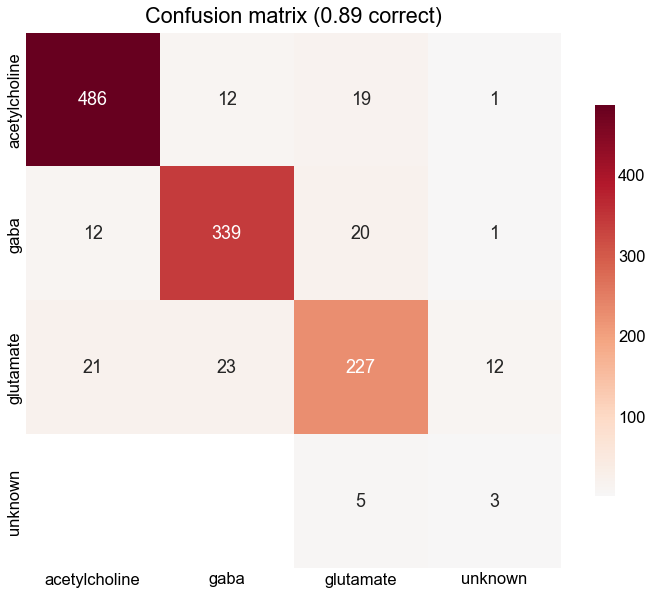 Confusion matrix (0.89 correct)
acetylcholine
486 12 19 1
gaba
12 339 20 1
glutamate
21 23 227 12
unknown
5 3
acetylcholine gaba glutamate unknown
400
300
200
100